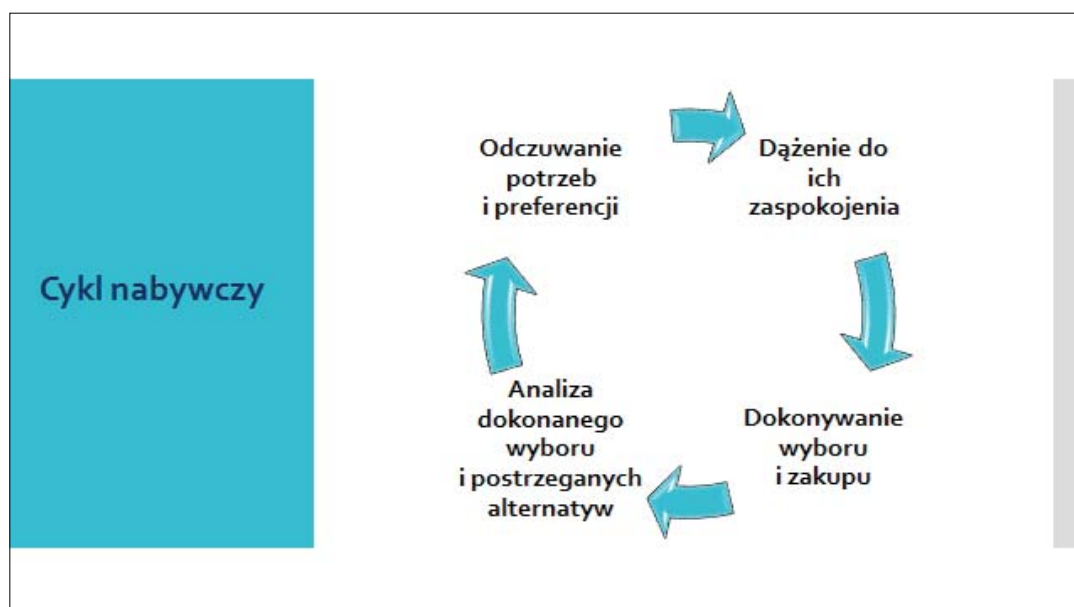 Cykl nabywczy
Odczuwanie
potrzeb
i preferencji
Dążenie do
ich
zaspokojenia
Dokonywanie
wyboru
i zakupu
Analiza
dokonanego
wyboru
i postrzeganych
alternatyw